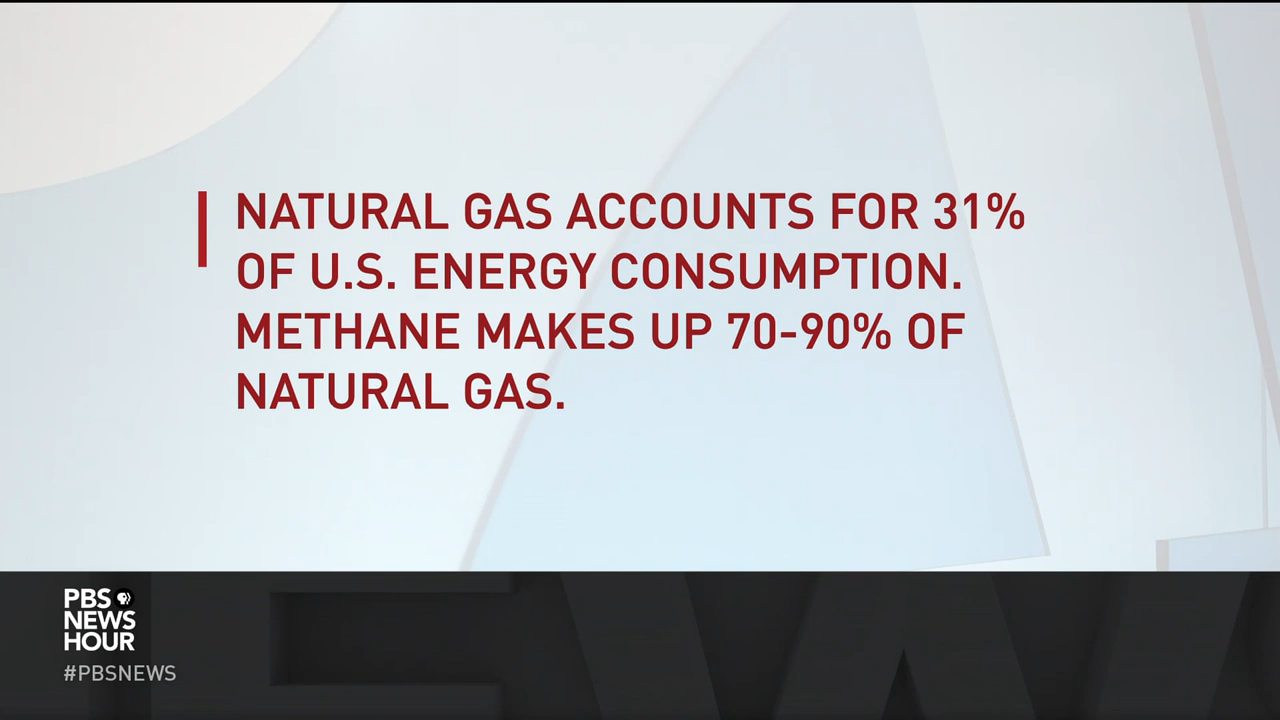 NATURAL GAS ACCOUNTS FOR 31%
OF U.S. ENERGY CONSUMPTION.
METHANE MAKES UP 70-90% OF
NATURAL GAS.
PBS
NEWS
HOUR
#PBSNEWS